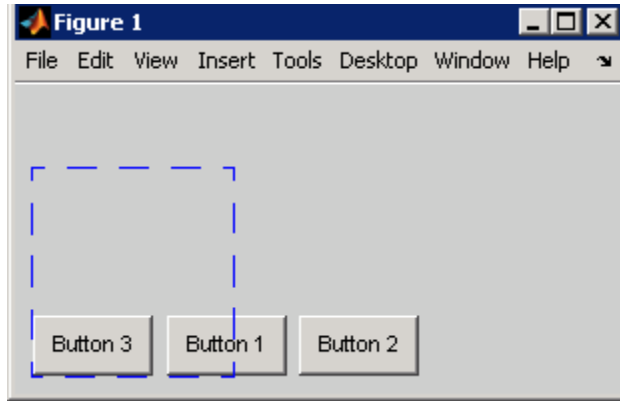 Figure 1
File Edit View Insert Tools Desktop Window Help
Button 3 Button 1 Button 2